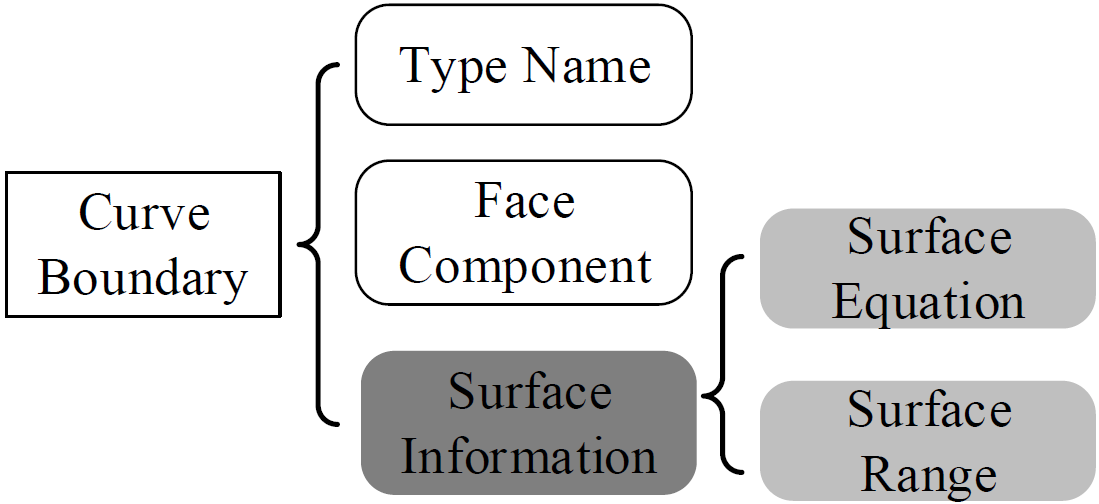 Type Name
Curve
Boundary
Face
Component
Surface
Information
Surface
Equation
Surface
Range